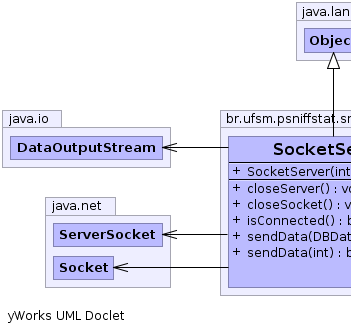 java.lan
Objec
java.io
DataOutputStream
br.ufsm.psniffstat.sr
SocketSe
+ SocketServer(int
+ closeServer() : vo
+ closeSocket() : v
+ isConnected() : b
+ sendData(DBDat
+ sendData(int) : b
java.net
ServerSocket
Socket
yWorks UML Doclet